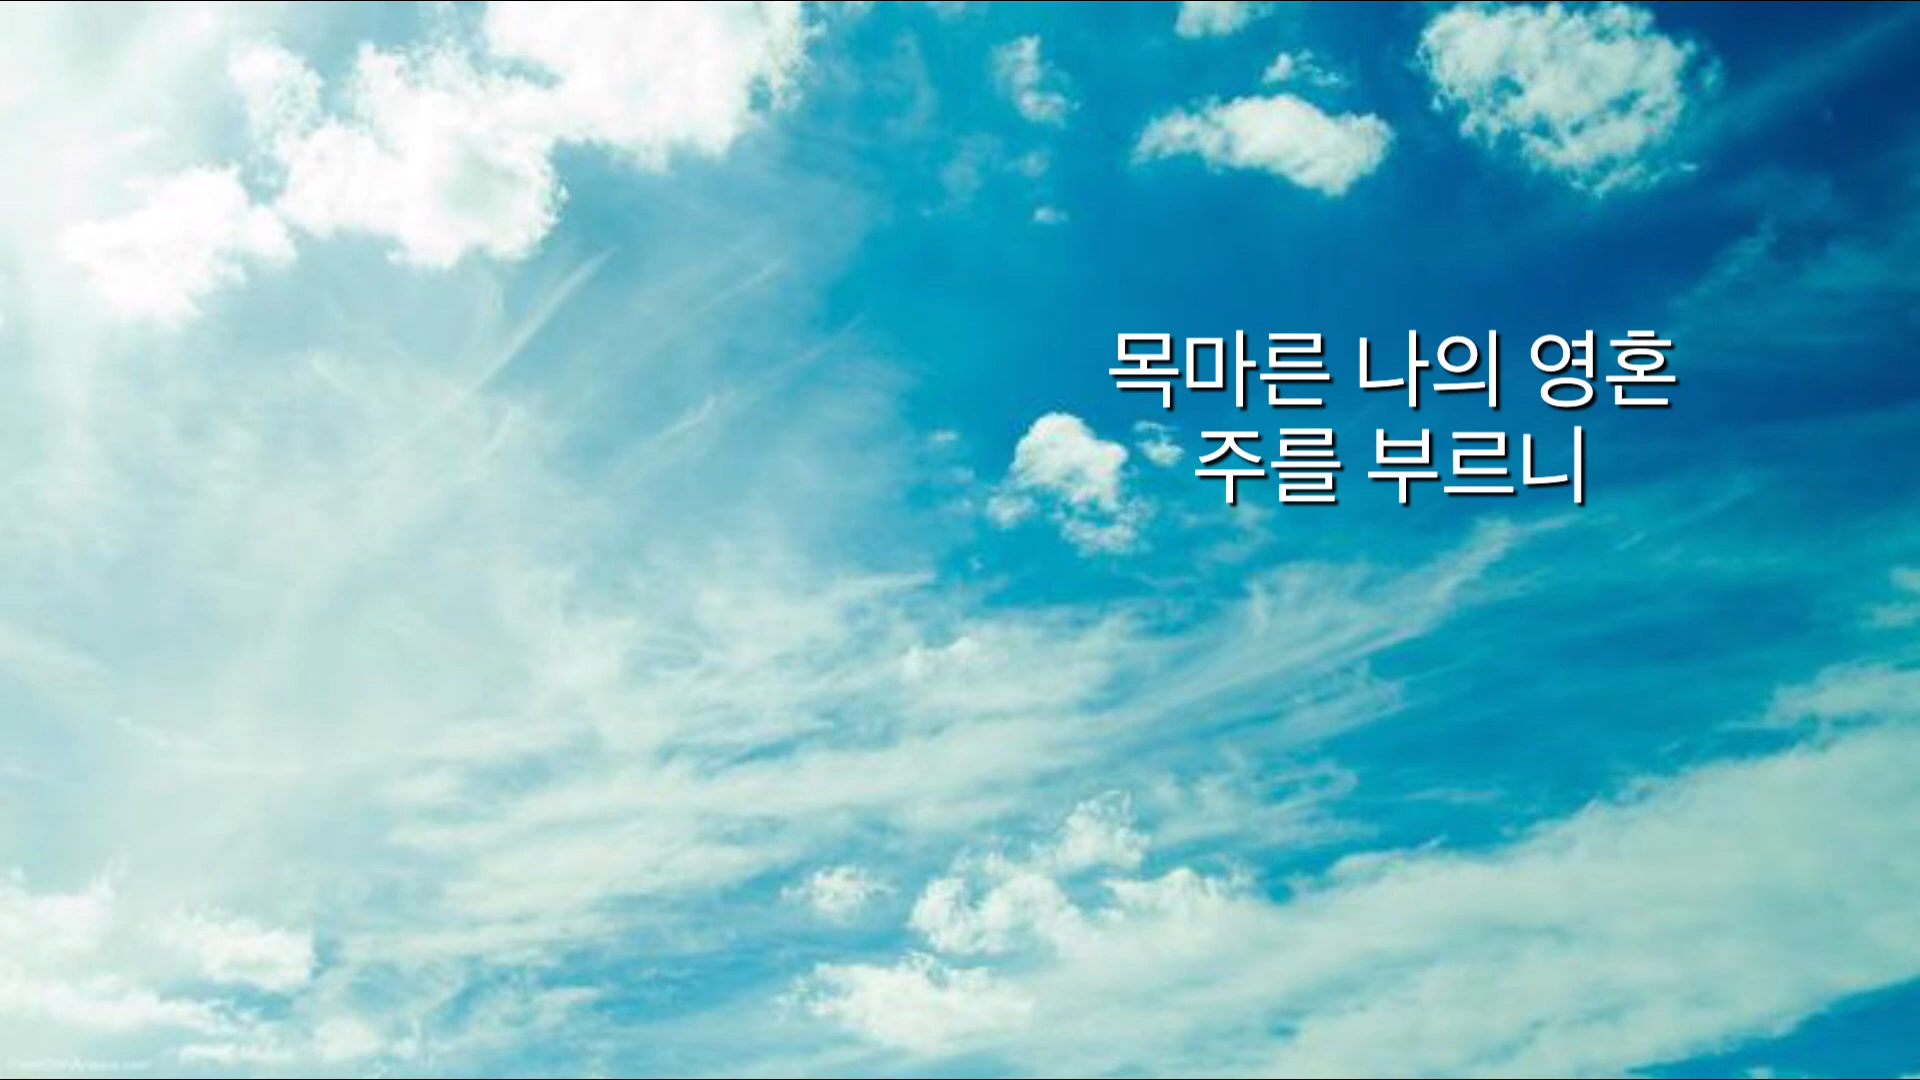 목마른 나의 영혼
주를 부르니